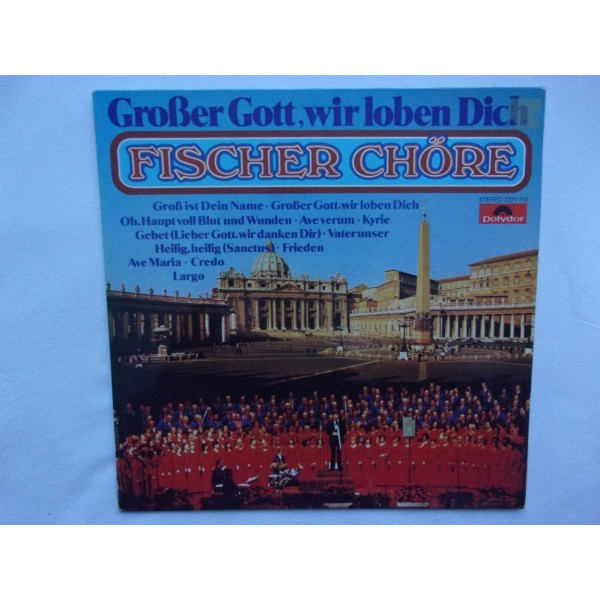 Großer Gott, wir loben Dich
FISCHER CHÖRE
Groß ist Dein Name · Großer Gott, wir loben Dich
Oh, Haupt voll Blut und Wunden · Ave verum · Kyrie
Gebet (Lieber Gott, wir danken Dir) · Vater unser
Heilig, heilig (Sanctus) · Frieden
Ave Maria · Credo
Largo
STEREO 2371 710
polydor